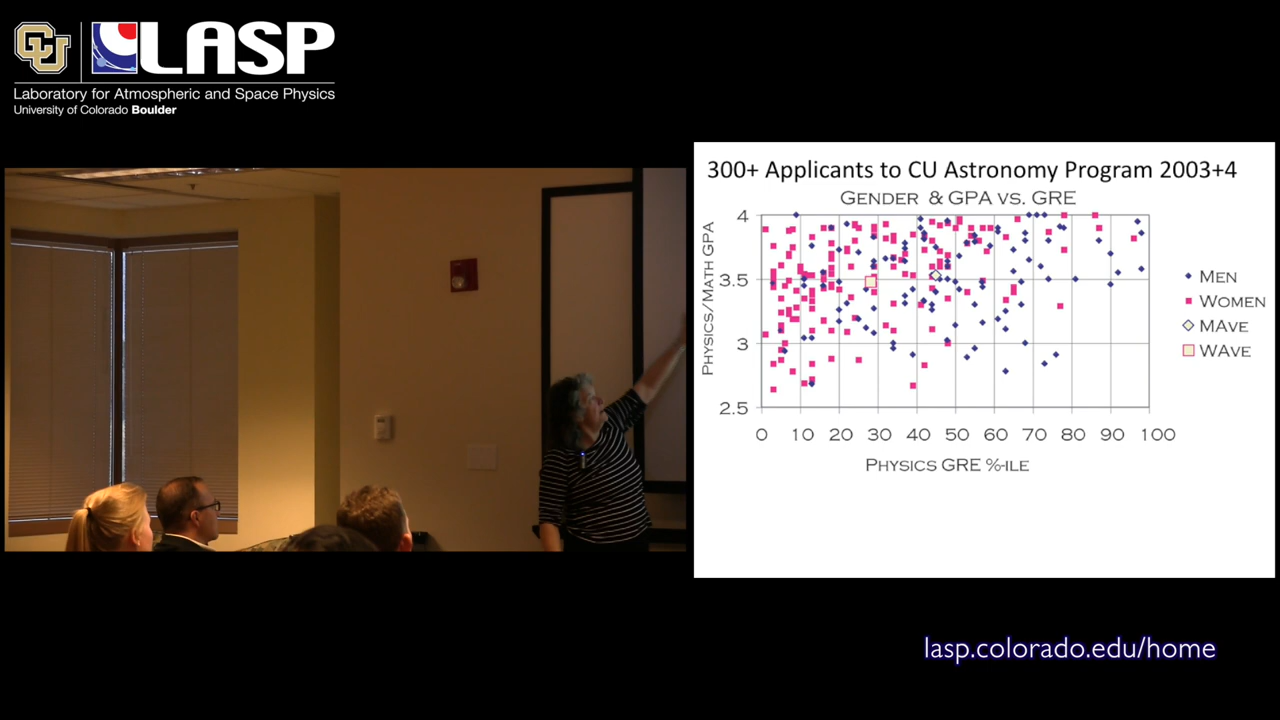 CU
LASP
Laboratory for Atmospheric and Space Physics
University of Colorado Boulder
300+ Applicants to CU Astronomy Program 2003+4
GENDER & GPA VS. GRE
PHYSICS/MATH GPA
4
3.5
3
2.5
0 10 20 30 40 50 60 70 80 90 100
PHYSICS GRE %-ILE
MEN
WOMEN
MAVE
WAVE
lasp.colorado.edu/home